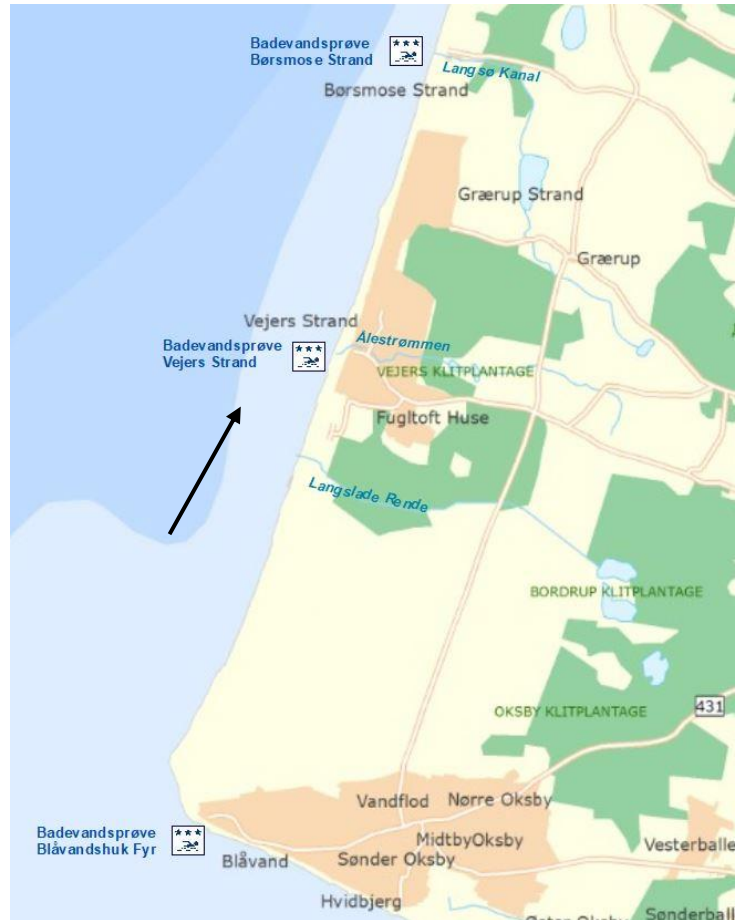 Badevandsprøve
Børsmose Strand
Langsø Kanal
Børsmose Strand
Grærup Strand
Grærup
Vejers Strand
Badevandsprøve
Vejers Strand
Ålestrømmen
VEJERS KLITPLANTAGE
Fugltoft Huse
Langslade Rende
BORDRUP KLITPLANTAGE
OKSBY KLITPLANTAGE
431
Vandflod
Nørre Oksby
Badevandsprøve
Blåvandshuk Fyr
MidtbyOksby
Vesterballe
Blåvand
Sønder Oksby
Hvidbjerg
Sønderball